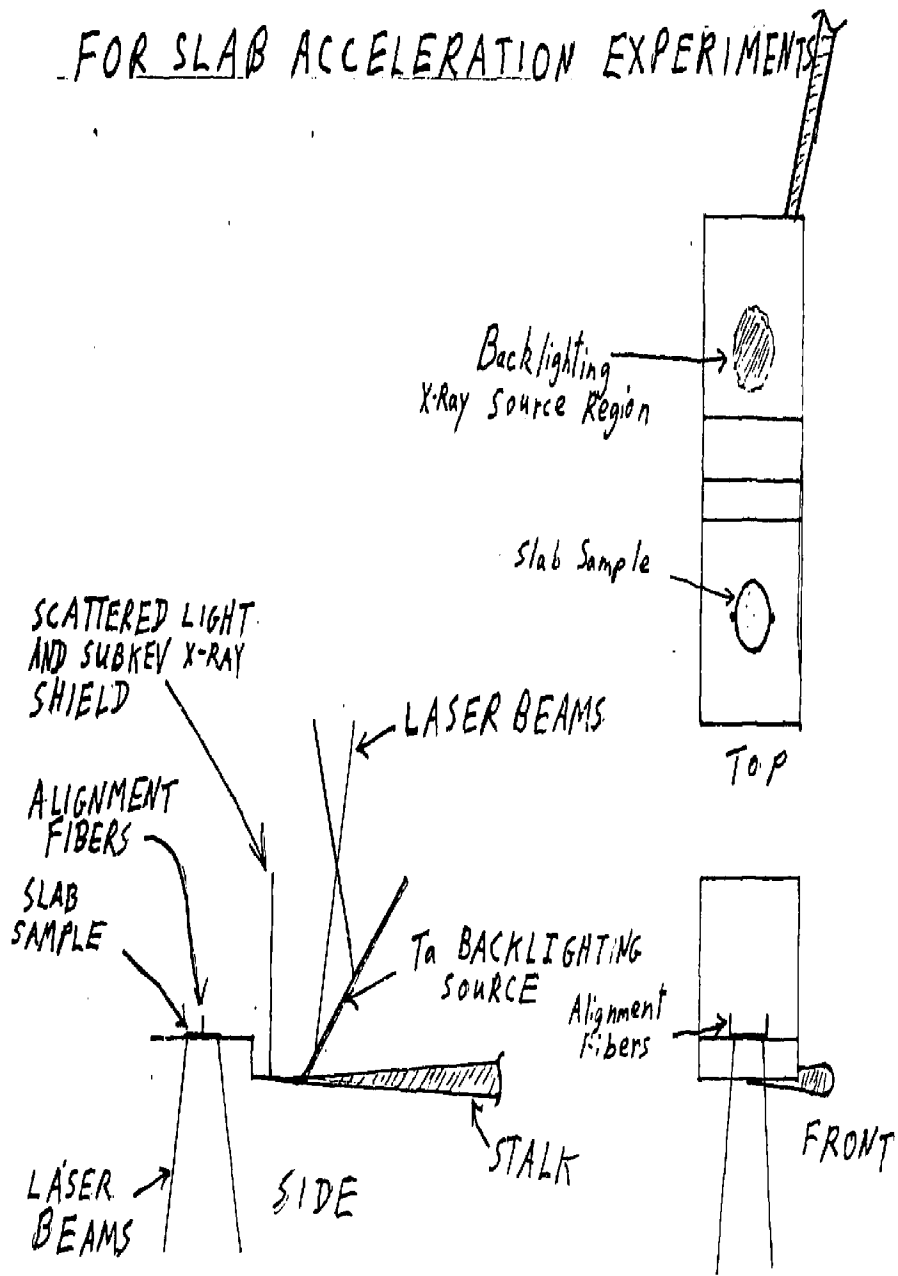 FOR SLAB ACCELERATION EXPERIMENTS
Backlighting
X-Ray Source Region
Slab Sample
TOP
SCATTERED LIGHT
AND SUBKEV X-RAY
SHIELD
LASER BEAMS
ALIGNMENT
FIBERS
SLAB
SAMPLE
Ta BACKLIGHTING
SOURCE
Alignment
Fibers
STALK
FRONT
LASER
BEAMS
SIDE